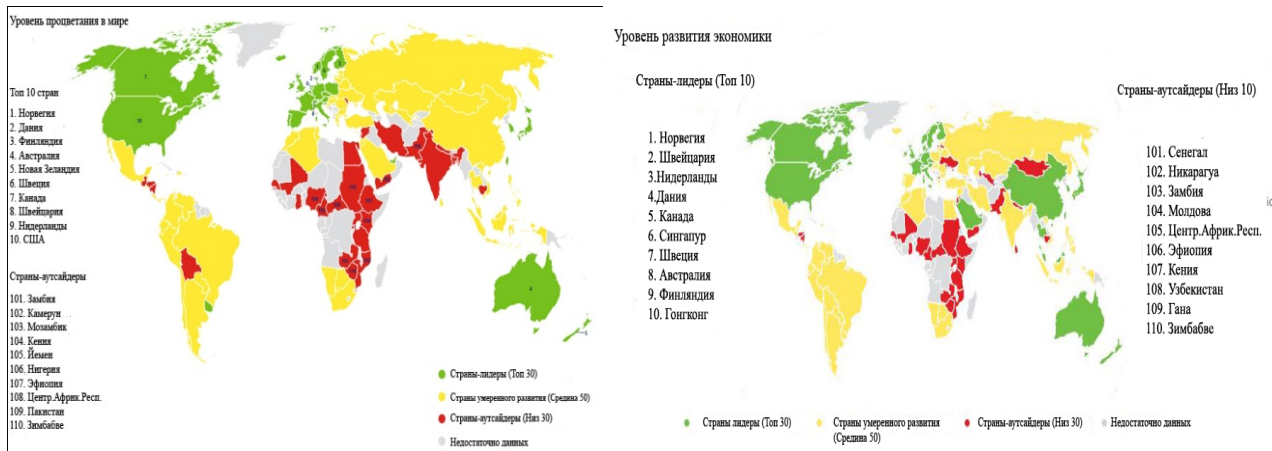 Уровень процветания в мире
Топ 10 стран
1. Норвегия
2. Дания
3. Финляндия
4. Австралия
5. Новая Зеландия
6. Швеция
7. Канада
8. Швейцария
9. Нидерланды
10. США
Страны-аутсайдеры
101. Замбия
102. Камерун
103. Мозамбик
104. Кения
105. Йемен
106. Нигерия
107. Эфиопия
108. Центр.Африк.Респ.
109. Пакистан
110. Зимбабве
Страны-лидеры (Топ 30)
Страны умеренного развития (Средина 50)
Страны-аутсайдеры (Низ 30)
Недостаточно данных
Уровень развития экономики
Страны-лидеры (Топ 10)
1. Норвегия
2. Швейцария
3.Нидерланды
4.Дания
5. Канада
6. Сингапур
7. Швеция
8. Австралия
9. Финляндия
10. Гонгконг
Страны-аутсайдеры (Низ 10)
101. Сенегал
102. Никарагуа
103. Замбия
104. Молдова
105. Центр.Африк.Респ.
106. Эфиопия
107. Кения
108. Узбекистан
109. Гана
110. Зимбабве
Страны лидеры (Топ 30)
Страны умеренного развития
(Средина 50)
Страны-аутсайдеры (Низ 30)
Недостаточно данных